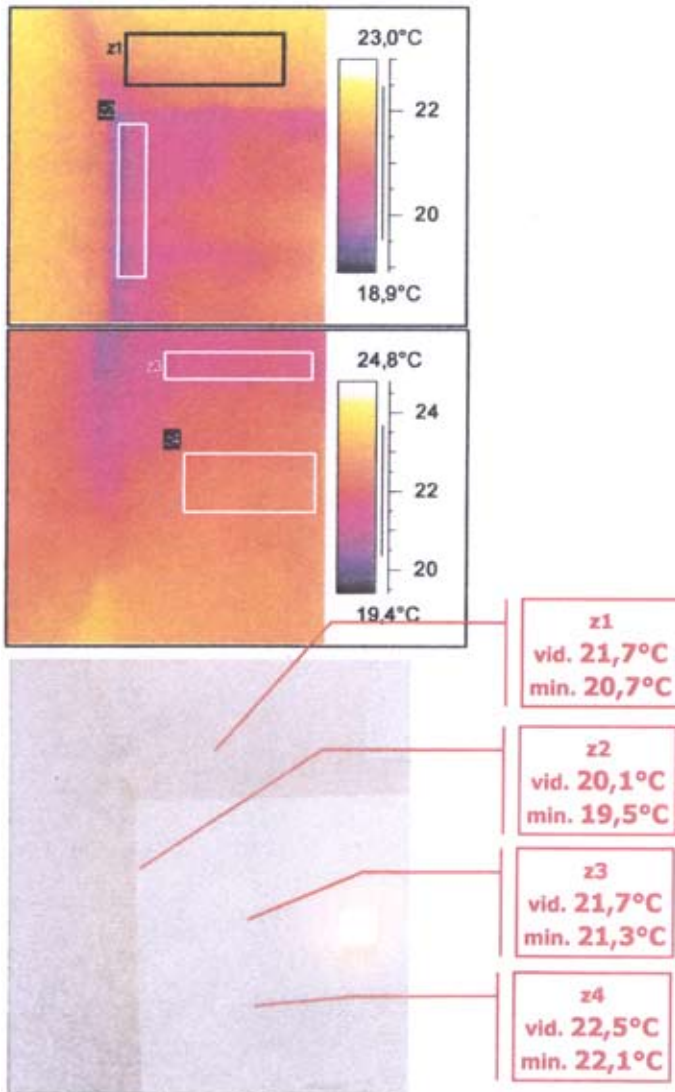 z1
23,0°C
22
20
18,9°C
z3
24,8°C
24
22
20
19,4°C
z1
vid. 21,7°C
min. 20,7°C
z2
vid. 20,1°C
min. 19,5°C
z3
vid. 21,7°C
min. 21,3°C
z4
vid. 22,5°C
min. 22,1°C